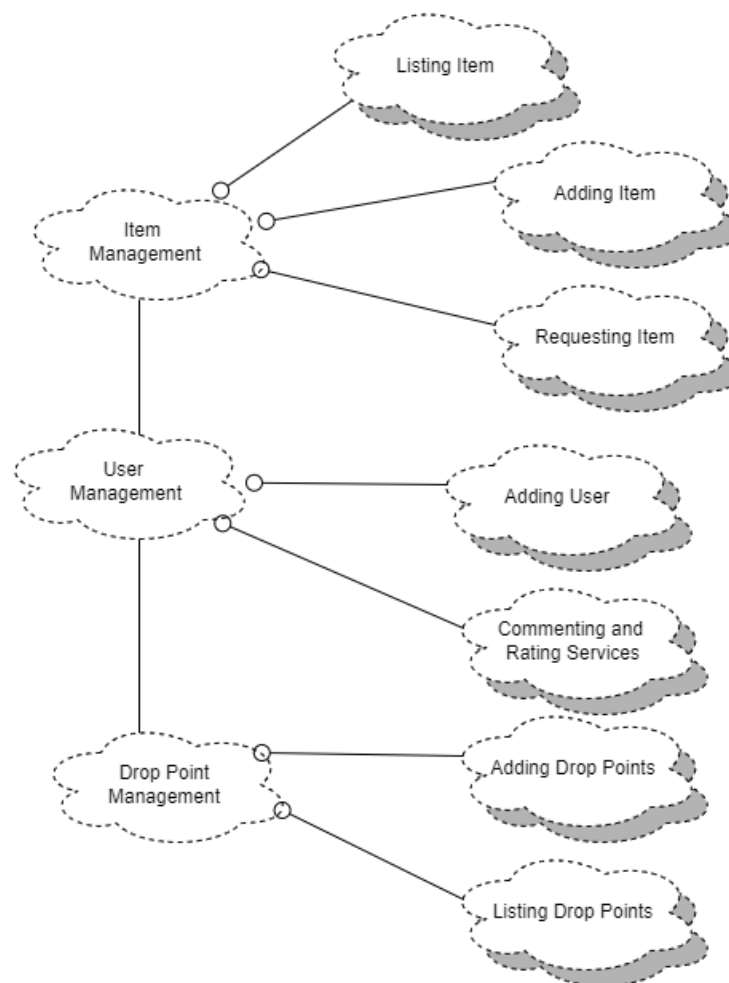 Listing Item
Adding Item
Item
Management
Requesting Item
User
Management
Adding User
Commenting and
Rating Services
Drop Point
Management
Adding Drop Points
Listing Drop Points